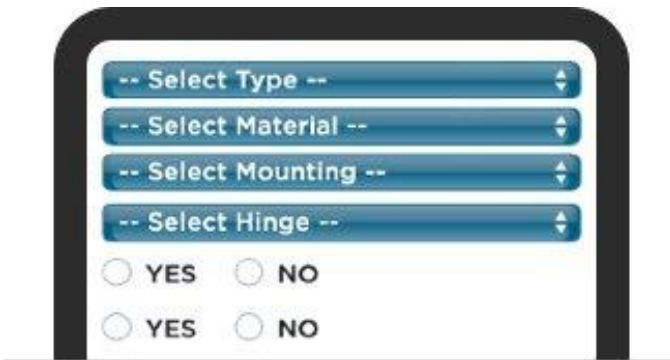 -- Select Type --
-- Select Material --
-- Select Mounting --
-- Select Hinge --
YES NO
YES NO